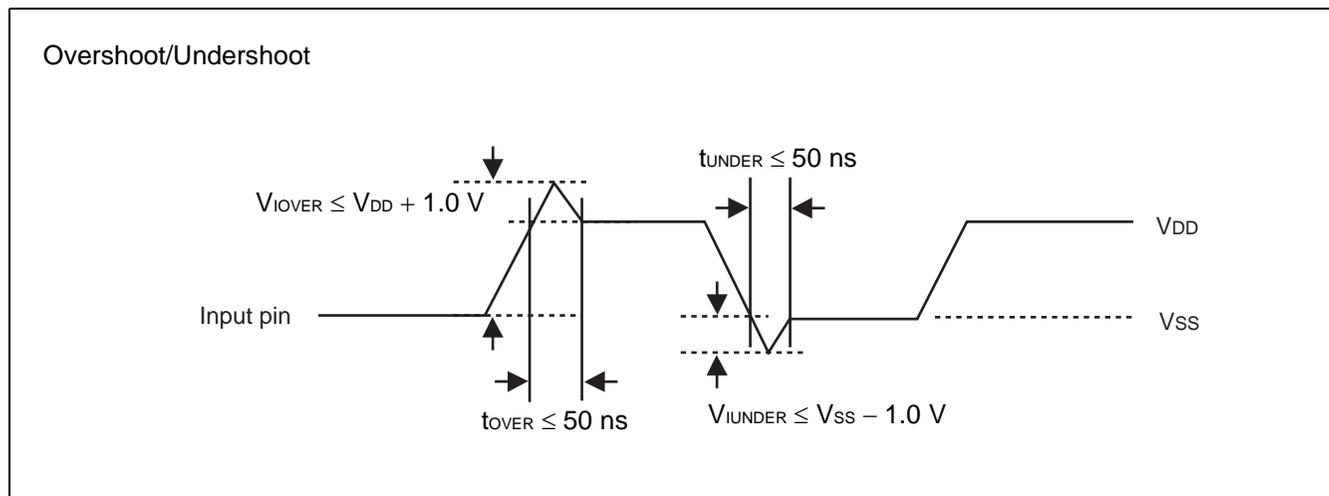 Overshoot/Undershoot
tUNDER ≤ 50 ns
VIOVER ≤ VDD + 1.0 V
VDD
Input pin
VSS
tOVER ≤ 50 ns
VIUNDER ≤ VSS − 1.0 V